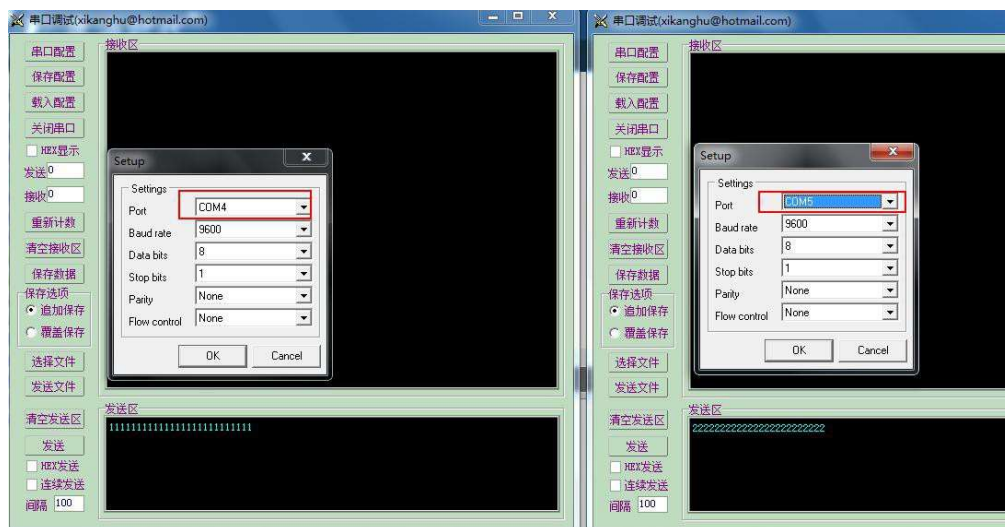 串口调试(xikanghu@hotmail.com)
串口配置
保存配置
载入配置
关闭串口
HEX显示
发送 0
接收 0
重新计数
清空接收区
保存数据
保存选项
追加保存
覆盖保存
选择文件
发送文件
清空发送区
发送
HEX发送
连续发送
间隔 100
接收区
Setup
Settings
Port COM4
Baud rate 9600
Data bits 8
Stop bits 1
Parity None
Flow control None
OK Cancel
发送区
1111111111111111111111111
串口调试(xikanghu@hotmail.com)
串口配置
保存配置
载入配置
关闭串口
HEX显示
发送 0
接收 0
重新计数
清空接收区
保存数据
保存选项
追加保存
覆盖保存
选择文件
发送文件
清空发送区
发送
HEX发送
连续发送
间隔 100
接收区
Setup
Settings
Port COM5
Baud rate 9600
Data bits 8
Stop bits 1
Parity None
Flow control None
OK Cancel
发送区
22222222222222222222222